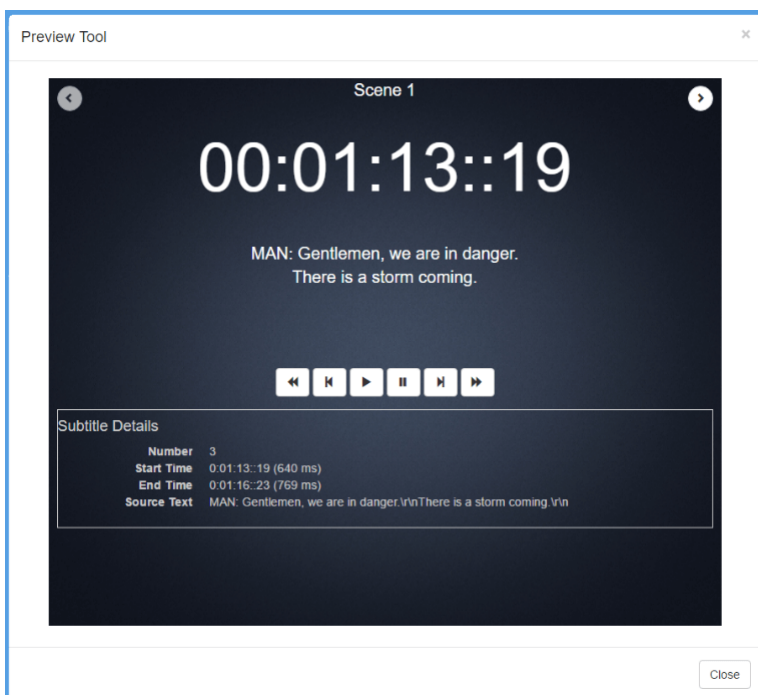 Preview Tool ×
Scene 1
00:01:13::19
MAN: Gentlemen, we are in danger.
There is a storm coming.
Subtitle Details
Number 3
Start Time 0:01:13::19 (640 ms)
End Time 0:01:16::23 (769 ms)
Source Text MAN: Gentlemen, we are in danger.\r\nThere is a storm coming.\r\n
Close